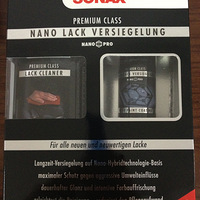 SONAX
PREMIUM CLASS
NANO LACK VERSIEGELUNG
NANO PRO
PREMIUM CLASS
LACK CLEANER
Für alle neuen und neuwertigen Lacke
Langzeit-Versiegelung auf Nano-Hybridtechnologie-Basis
maximaler Schutz gegen aggressive Umwelteinflüsse
dauerhafter Glanz und intensive Farbauffrischung